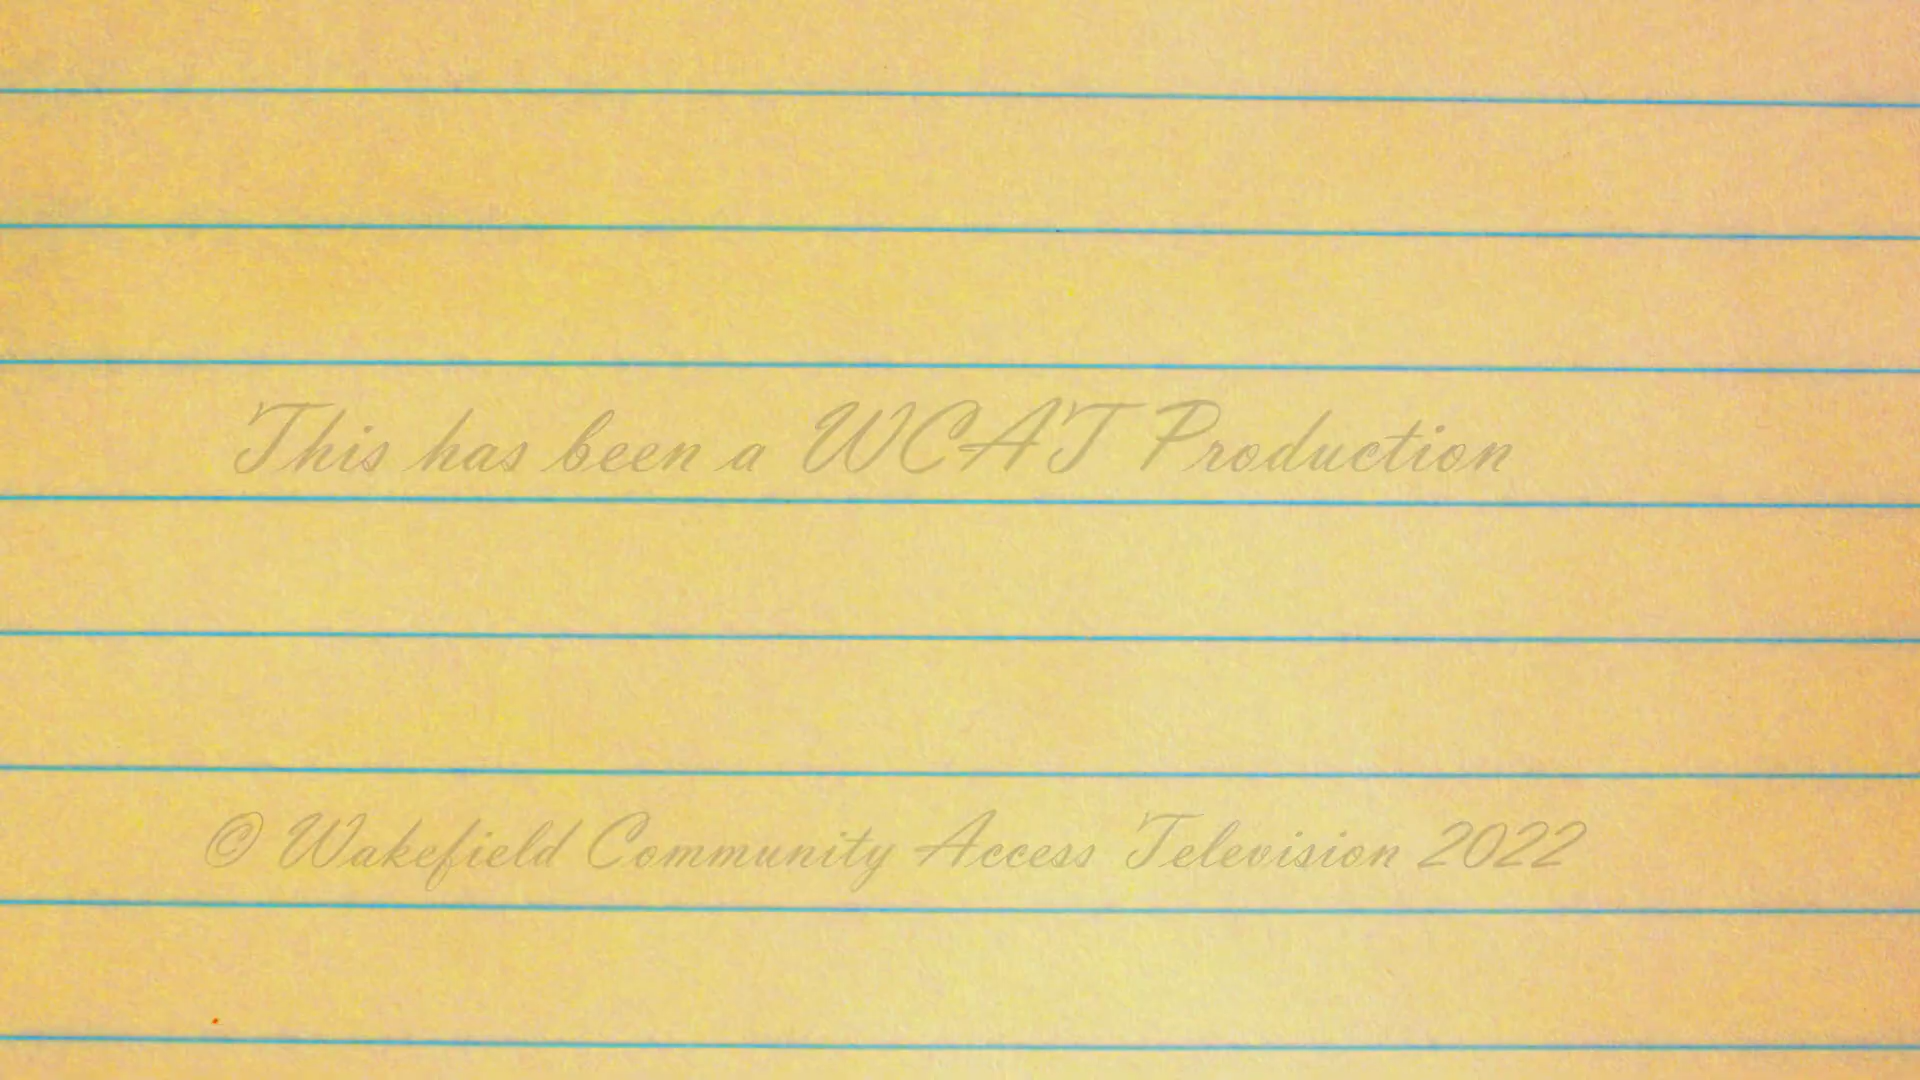 This has been a WCAT Production
© Wakefield Community Access Television 2022